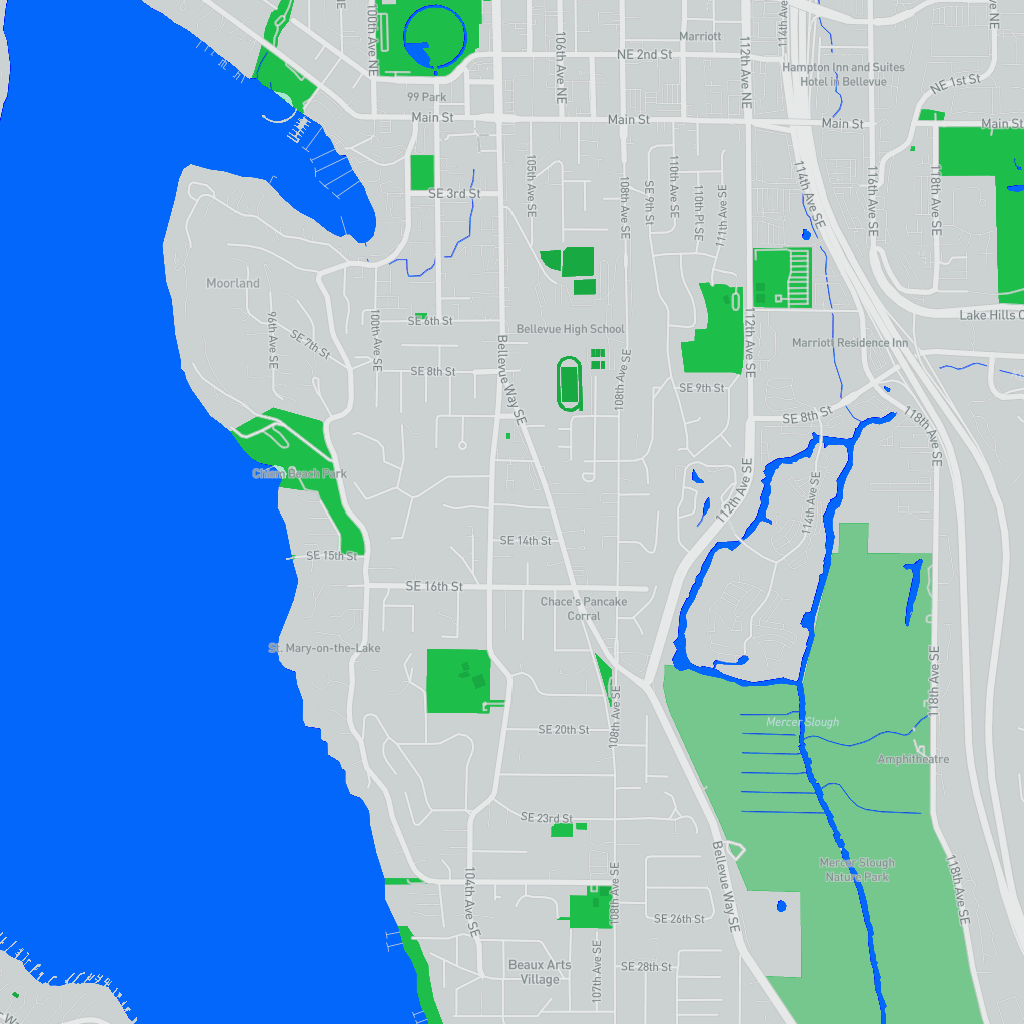 100th Ave NE
NE
106th Ave NE
Marriott
NE 2nd St
112th Ave NE
114th Ave NE
Hampton Inn and Suites
Hotel in Bellevue
NE 1st St
99 Park
Main St
Main St
Main St
Main St
SE 3rd St
105th Ave SE
108th Ave SE
SE 9th St
110th Ave SE
110th Pl SE
111th Ave SE
114th Ave SE
116th Ave SE
118th Ave SE
Moorland
96th Ave SE
SE 7th St
100th Ave SE
SE 6th St
Bellevue High School
112th Ave SE
Lake Hills C
Marriott Residence Inn
SE 8th St
Bellevue Way SE
108th Ave SE
SE 9th St
SE 8th St
118th Ave SE
Chism Beach Park
112th Ave SE
114th Ave SE
SE 14th St
SE 15th St
SE 16th St
Chace's Pancake
Corral
St. Mary-on-the-Lake
108th Ave SE
118th Ave SE
SE 20th St
Mercer Slough
Amphitheatre
SE 23rd St
Mercer Slough
Nature Park
104th Ave SE
108th Ave SE
Bellevue Way SE
118th Ave SE
SE 26th St
Beaux Arts
Village
107th Ave SE
SE 28th St